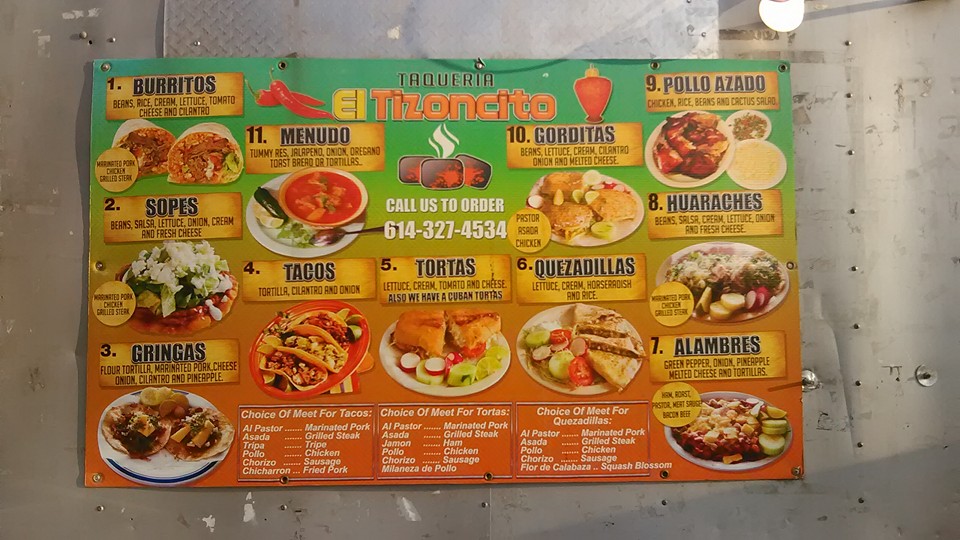 TAQUERIA
El Tizoncito
CALL US TO ORDER
614-327-4534
1. BURRITOS
BEANS, RICE, CREAM, LETTUCE, TOMATO
CHEESE AND CILANTRO
MARINATED PORK
CHICKEN
GRILLED STEAK
11. MENUDO
TUMMY RES, JALAPENO, ONION, OREGANO
TOAST BREAD OR TORTILLAS.
10. GORDITAS
BEANS, LETTUCE, CREAM, CILANTRO
ONION AND MELTED CHEESE.
PASTOR
ASADA
CHICKEN
9. POLLO AZADO
CHICKEN, RICE, BEANS AND CACTUS SALAD.
2. SOPES
BEANS, SALSA, LETTUCE, ONION, CREAM
AND FRESH CHEESE
MARINATED PORK
CHICKEN
GRILLED STEAK
8. HUARACHES
BEANS, SALSA, CREAM, LETTUCE, ONION
AND FRESH CHEESE.
MARINATED PORK
CHICKEN
GRILLED STEAK
3. GRINGAS
FLOUR TORTILLA, MARINATED PORK,CHEESE
ONION, CILANTRO AND PINEAPPLE.
4. TACOS
TORTILLA, CILANTRO AND ONION
5. TORTAS
LETTUCE, CREAM, TOMATO AND CHEESE.
ALSO WE HAVE A CUBAN TORTAS
6. QUEZADILLAS
LETTUCE, CREAM, HORSERADISH
AND RICE.
7. ALAMBRES
GREEN PEPPER, ONION, PINEAPPLE
MELTED CHEESE AND TORTILLAS.
HAM, ROAST,
PASTOR, MEAT SAUCE
BACON BEEF
Choice Of Meet For Tacos:
Al Pastor ....... Marinated Pork
Asada ....... Grilled Steak
Tripa ....... Tripe
Pollo ....... Chicken
Chorizo ....... Sausage
Chicharron ... Fried Pork
Choice Of Meet For Tortas:
Al Pastor ....... Marinated Pork
Asada ....... Grilled Steak
Jamon ....... Ham
Pollo ....... Chicken
Chorizo ....... Sausage
Milaneza de Pollo
Choice Of Meet For
Quezadillas:
Al Pastor ....... Marinated Pork
Asada ....... Grilled Steak
Pollo ....... Chicken
Chorizo ....... Sausage
Flor de Calabaza .. Squash Blossom